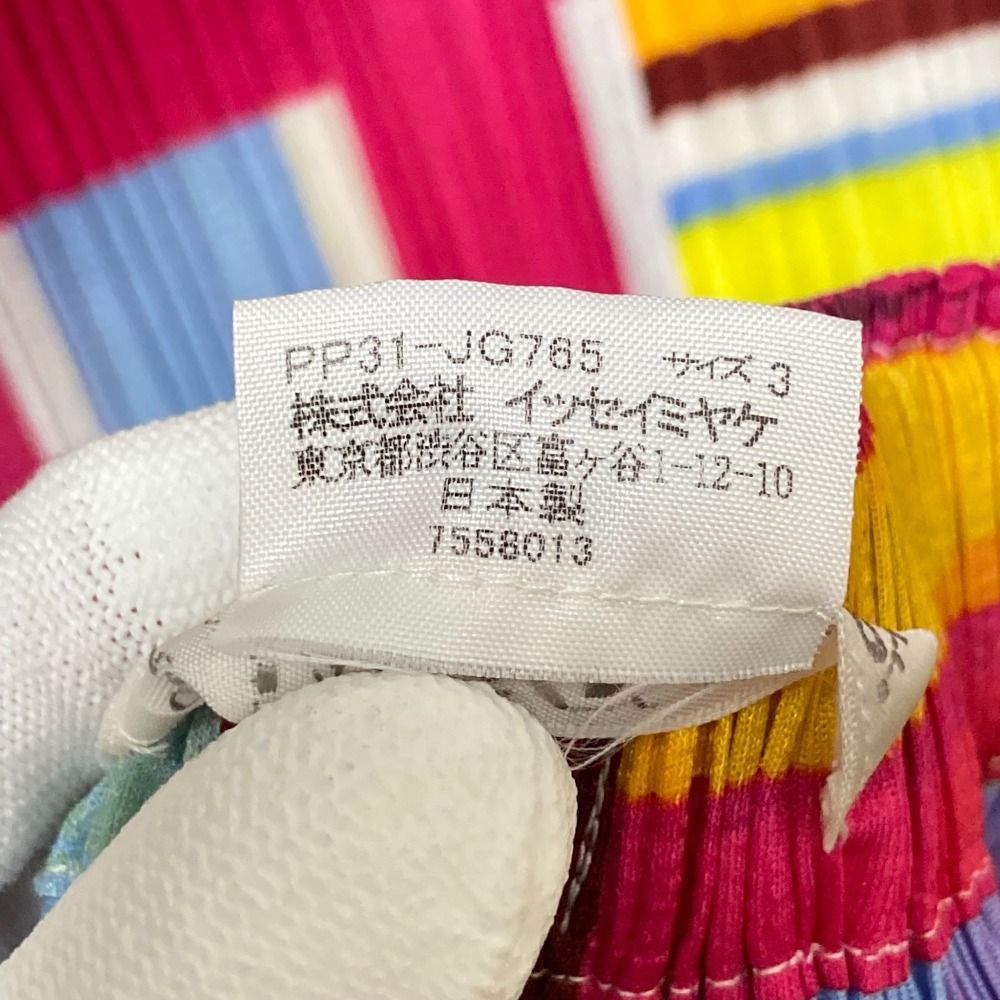 PP31-JG765 サイズ 3
株式会社 イッセイミヤケ
東京都渋谷区富ヶ谷1-12-10
日本製
7558013